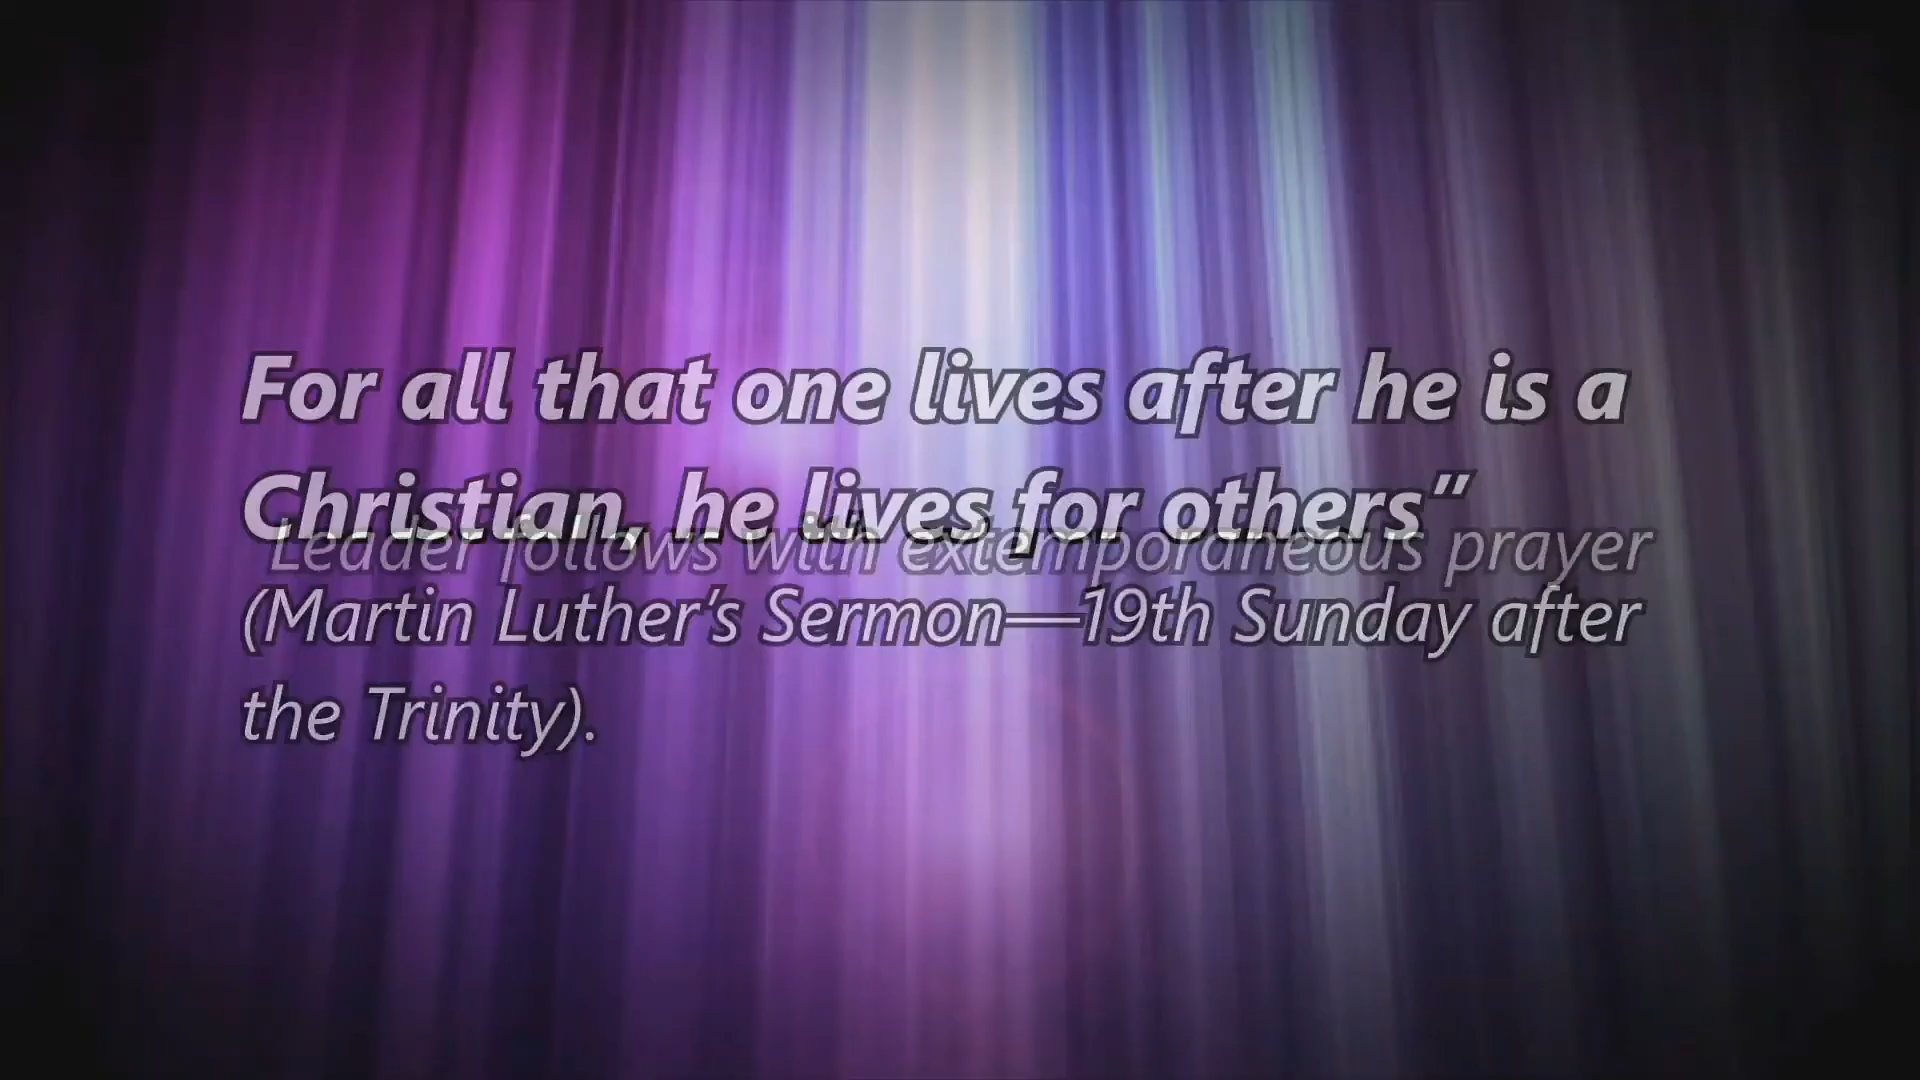 For all that one lives after he is a
Christian, he lives for others”
Leader follows with extemporaneous prayer
(Martin Luther’s Sermon—19th Sunday after
the Trinity).